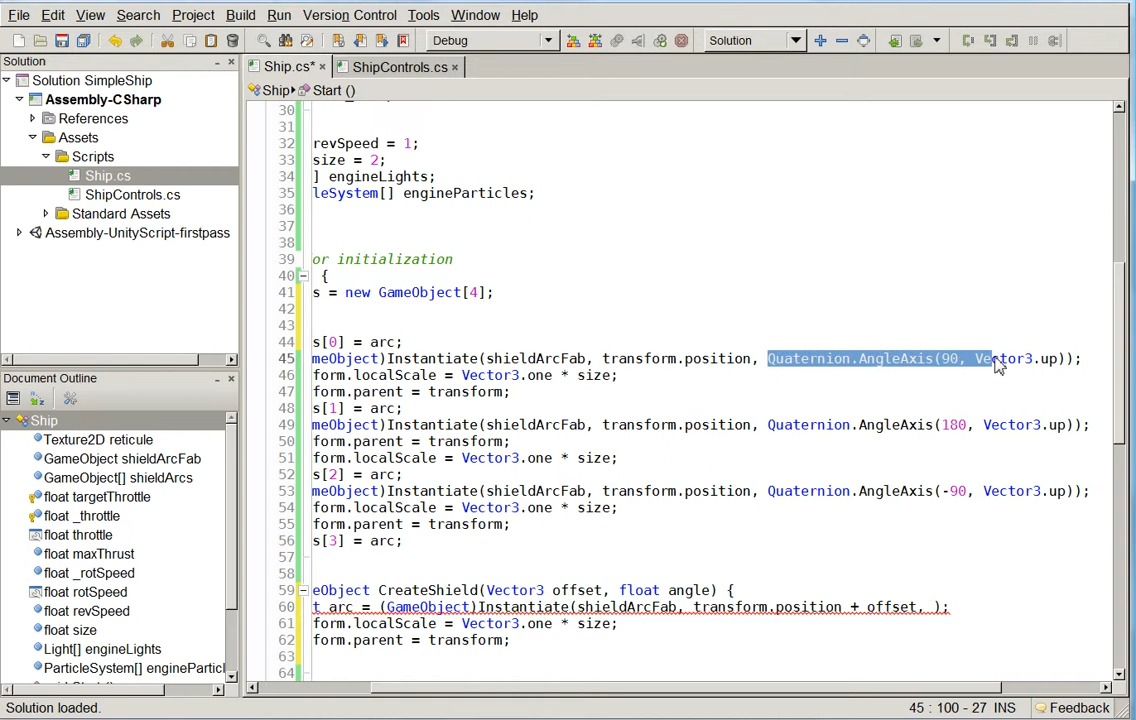 File Edit View Search Project Build Run Version Control Tools Window Help
Debug Solution
Solution
Solution SimpleShip
Assembly-CSharp
References
Assets
Scripts
Ship.cs
ShipControls.cs
Standard Assets
Assembly-UnityScript-firstpass
Document Outline
Ship
Texture2D reticule
GameObject shieldArcFab
GameObject[] shieldArcs
float targetThrottle
float _throttle
float throttle
float maxThrust
float _rotSpeed
float rotSpeed
float revSpeed
float size
Light[] engineLights
ParticleSystem[] engineParticl
Ship.cs* × ShipControls.cs ×
Ship Start ()
30
31
32 revSpeed = 1;
33 size = 2;
34 ] engineLights;
35 leSystem[] engineParticles;
36
37
38
39 or initialization
40 {
41 s = new GameObject[4];
42
43
44 s[0] = arc;
45 meObject)Instantiate(shieldArcFab, transform.position, Quaternion.AngleAxis(90, Vector3.up));
46 form.localScale = Vector3.one * size;
47 form.parent = transform;
48 s[1] = arc;
49 meObject)Instantiate(shieldArcFab, transform.position, Quaternion.AngleAxis(180, Vector3.up));
50 form.parent = transform;
51 form.localScale = Vector3.one * size;
52 s[2] = arc;
53 meObject)Instantiate(shieldArcFab, transform.position, Quaternion.AngleAxis(-90, Vector3.up));
54 form.localScale = Vector3.one * size;
55 form.parent = transform;
56 s[3] = arc;
57
58
59 eObject CreateShield(Vector3 offset, float angle) {
60 t arc = (GameObject)Instantiate(shieldArcFab, transform.position + offset, );
61 form.localScale = Vector3.one * size;
62 form.parent = transform;
63
64
Solution loaded. 45 : 100 - 27 INS Feedback